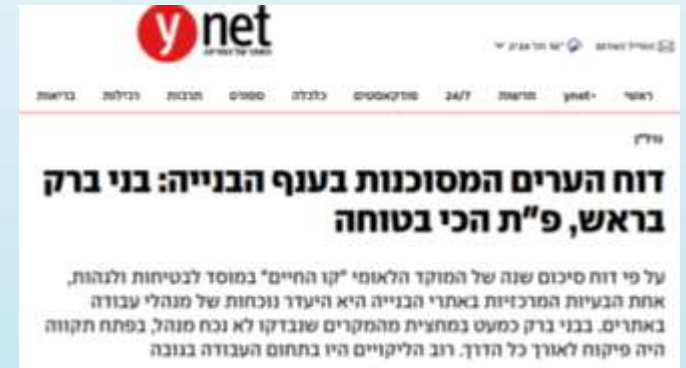 ynet
ראשי +ynet חדשות 24/7 פודקאסטים כלכלה ספורט תרבות רכילות בריאות
נדל"ן
דוח הערים המסוכנות בענף הבנייה: בני ברק
בראש, פ"ת הכי בטוחה
על פי דוח סיכום שנה של המוקד הלאומי "קו החיים" במוסד לבטיחות ולגהות,
אחת הבעיות המרכזיות באתרי הבנייה היא היעדר נוכחות של מנהלי עבודה
באתרים. בבני ברק כמעט במחצית מהמקרים שנבדקו לא נכח מנהל, בפתח תקווה
היה פיקוח לאורך כל הדרך. רוב הליקויים היו בתחום העבודה בגובה